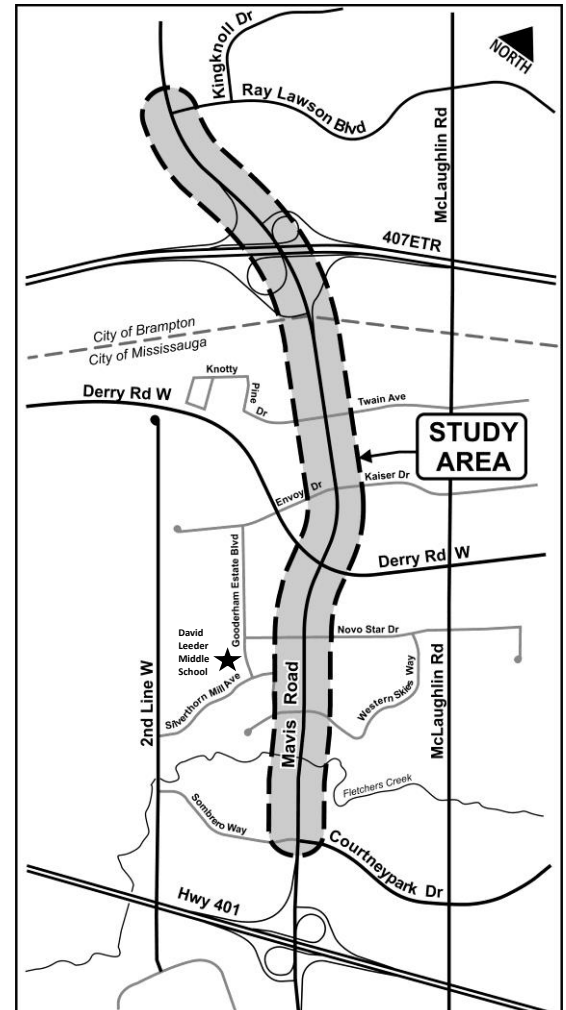 Kingknoll Dr
NORTH
Ray Lawson Blvd
McLaughlin Rd
407ETR
City of Brampton
City of Mississauga
Knotty
Pine
Dr
Derry Rd W
Twain Ave
STUDY
AREA
Kaiser Dr
Envoy Dr
Derry Rd W
Gooderham Estate Blvd
Novo Star Dr
David
Leeder
Middle
School
Silverthorn Mill Ave
2nd Line W
Mavis Road
Western Skies Way
McLaughlin Rd
Fletchers Creek
Sombrero Way
Courtneypark Dr
Hwy 401